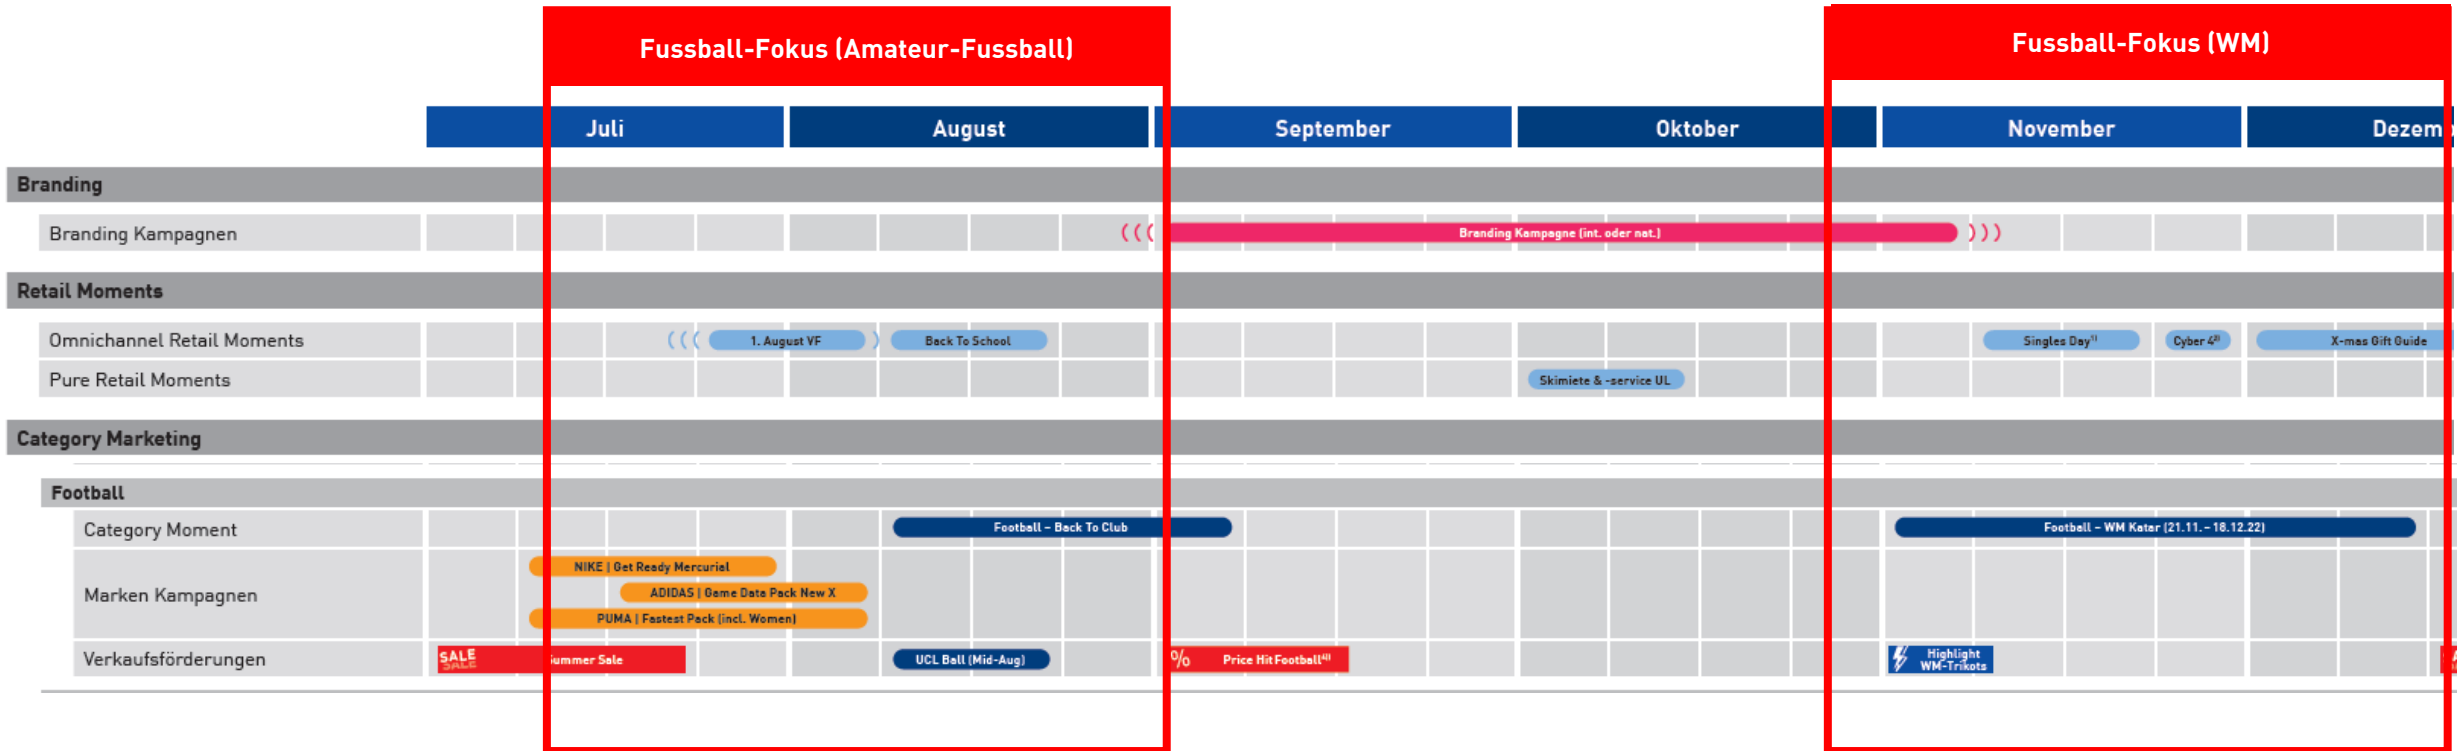 Fussball-Fokus (Amateur-Fussball)
Fussball-Fokus (WM)
Juli
August
September
Oktober
November
Dezem
Branding
Branding Kampagnen
Branding Kampagne (int. oder nat.)
Retail Moments
Omnichannel Retail Moments
1. August VF
Back To School
Singles Day¹⁾
Cyber 4²⁾
X-mas Gift Guide
Pure Retail Moments
Skimiete & -service UL
Category Marketing
Football
Category Moment
Football – Back To Club
Football – WM Katar (21.11. – 18.12.22)
Marken Kampagnen
NIKE | Get Ready Mercurial
ADIDAS | Game Data Pack New X
PUMA | Fastest Pack (incl. Women)
Verkaufsförderungen
SALE
SALE
Summer Sale
UCL Ball (Mid-Aug)
% Price Hit Football⁴⁾
Highlight
WM-Trikots